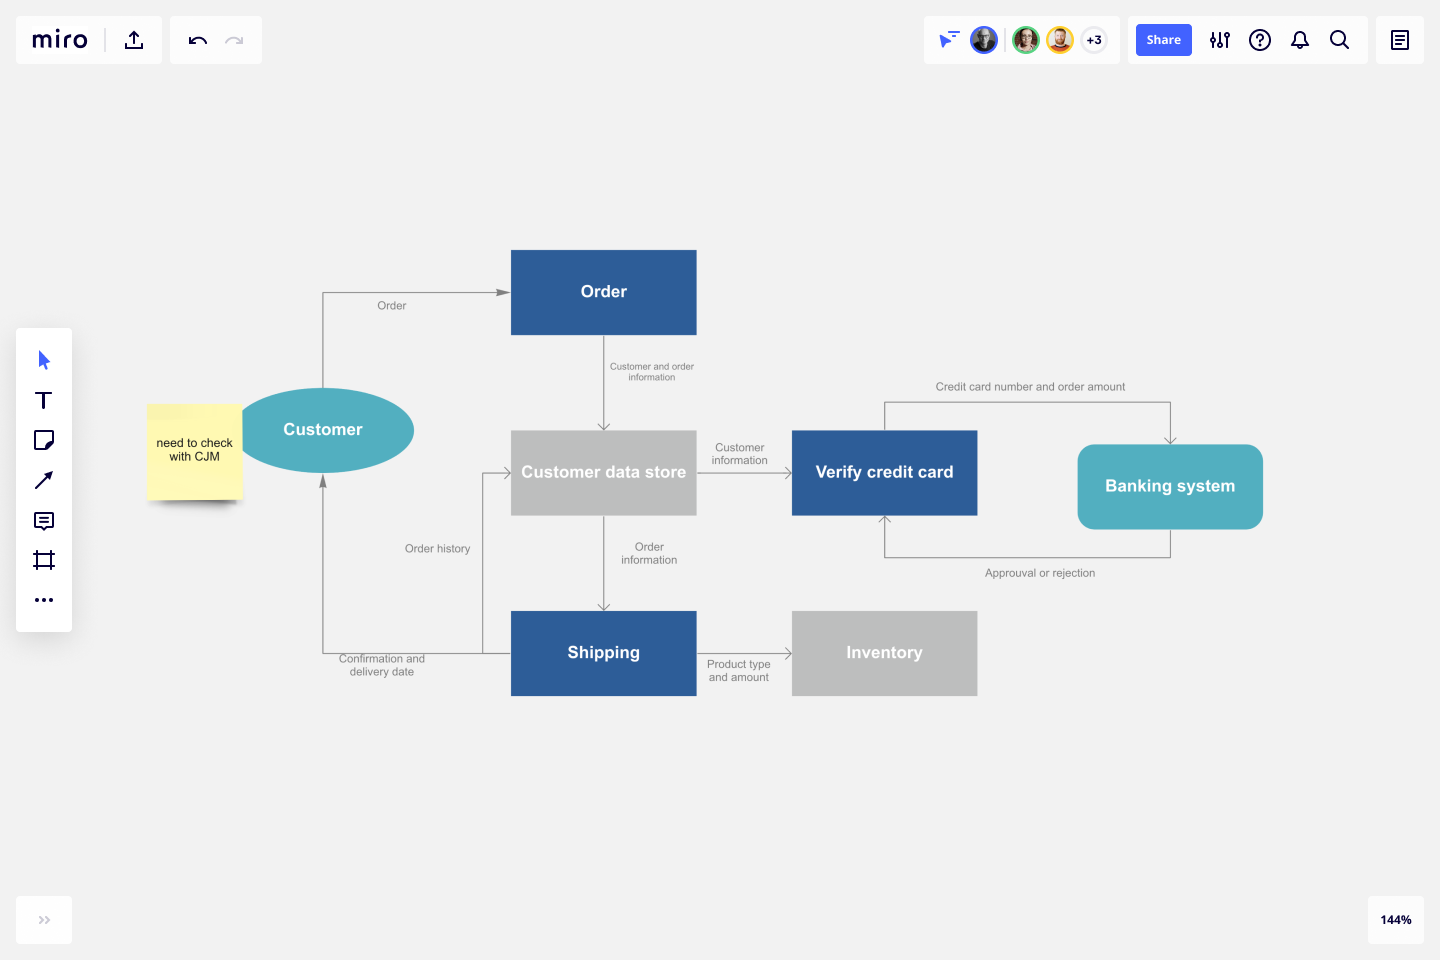 miro
+3
Share
Order
Order
Customer and order
information
Credit card number and order amount
need to check
with CJM
Customer
Customer data store
Customer
information
Verify credit card
Banking system
Order history
Order
information
Approuval or rejection
Confirmation and
delivery date
Shipping
Product type
and amount
Inventory
144%